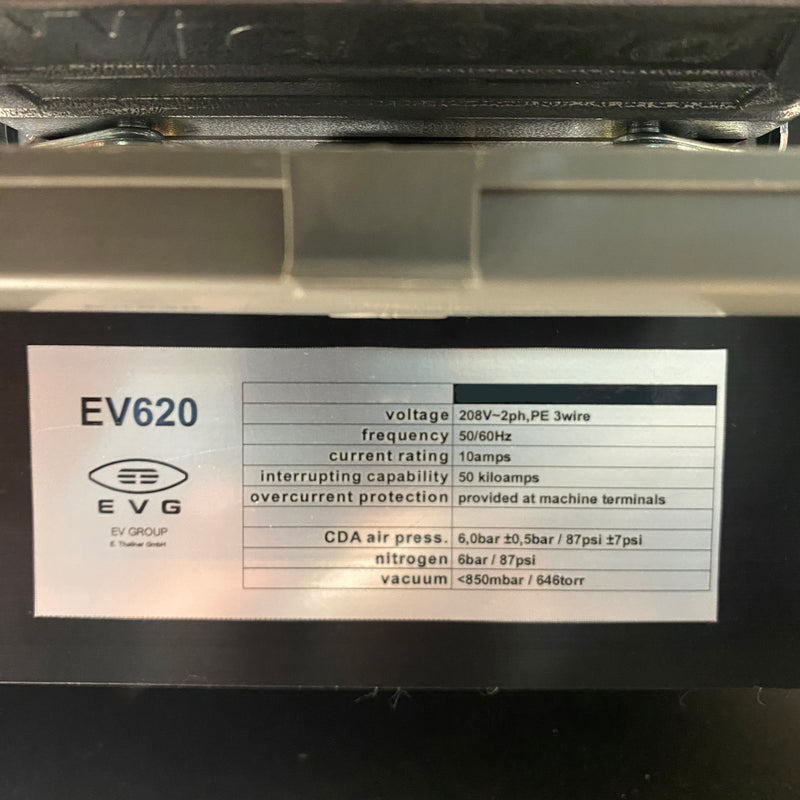 EV620
EVG
EV GROUP
E. Thallner GmbH
voltage 208V~2ph,PE 3wire
frequency 50/60Hz
current rating 10amps
interrupting capability 50 kiloamps
overcurrent protection provided at machine terminals
CDA air press. 6,0bar ±0,5bar / 87psi ±7psi
nitrogen 6bar / 87psi
vacuum <850mbar / 646torr